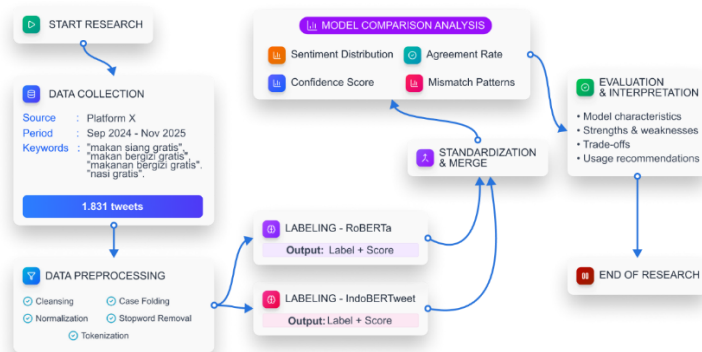 START RESEARCH
DATA COLLECTION
Source : Platform X
Period : Sep 2024 - Nov 2025
Keywords : "makan siang gratis",
"makan bergizi gratis",
"makanan bergizi gratis".
"nasi gratis".
1.831 tweets
DATA PREPROCESSING
Cleansing
Case Folding
Normalization
Stopword Removal
Tokenization
LABELING - RoBERTa
Output: Label + Score
LABELING - IndoBERTweet
Output: Label + Score
STANDARDIZATION
& MERGE
MODEL COMPARISON ANALYSIS
Sentiment Distribution
Agreement Rate
Confidence Score
Mismatch Patterns
EVALUATION
& INTERPRETATION
• Model characteristics
• Strengths & weaknesses
• Trade-offs
• Usage recommendations
END OF RESEARCH